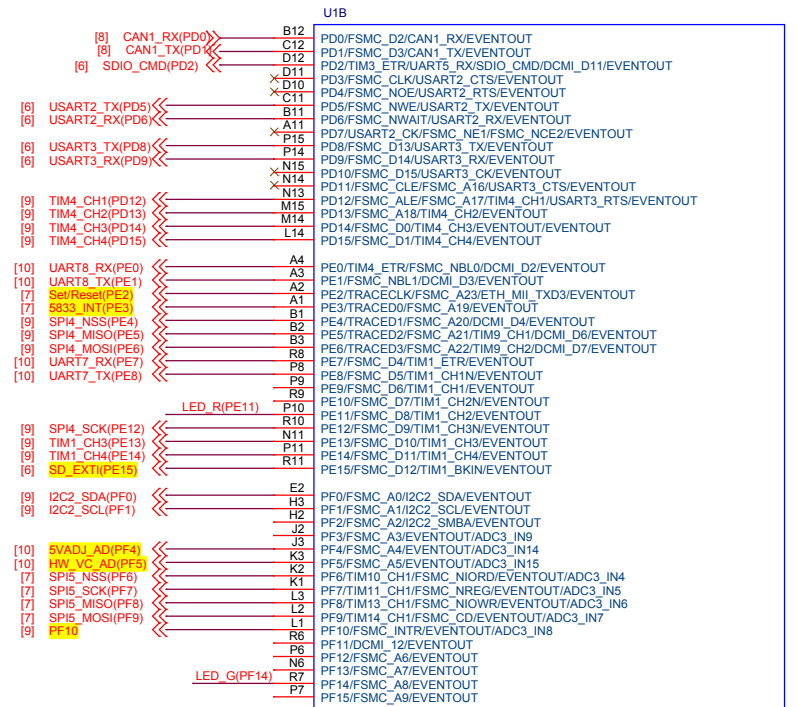 U1B
[8] CAN1_RX(PD0) B12 PD0/FSMC_D2/CAN1_RX/EVENTOUT
[8] CAN1_TX(PD1) C12 PD1/FSMC_D3/CAN1_TX/EVENTOUT
[6] SDIO_CMD(PD2) D12 PD2/TIM3_ETR/UART5_RX/SDIO_CMD/DCMI_D11/EVENTOUT
D11 PD3/FSMC_CLK/USART2_CTS/EVENTOUT
D10 PD4/FSMC_NOE/USART2_RTS/EVENTOUT
[6] USART2_TX(PD5) C11 PD5/FSMC_NWE/USART2_TX/EVENTOUT
[6] USART2_RX(PD6) B11 PD6/FSMC_NWAIT/USART2_RX/EVENTOUT
A11 PD7/USART2_CK/FSMC_NE1/FSMC_NCE2/EVENTOUT
[6] USART3_TX(PD8) P15 PD8/FSMC_D13/USART3_TX/EVENTOUT
[6] USART3_RX(PD9) P14 PD9/FSMC_D14/USART3_RX/EVENTOUT
N15 PD10/FSMC_D15/USART3_CK/EVENTOUT
N14 PD11/FSMC_CLE/FSMC_A16/USART3_CTS/EVENTOUT
[9] TIM4_CH1(PD12) N13 PD12/FSMC_ALE/FSMC_A17/TIM4_CH1/USART3_RTS/EVENTOUT
[9] TIM4_CH2(PD13) M15 PD13/FSMC_A18/TIM4_CH2/EVENTOUT
[9] TIM4_CH3(PD14) M14 PD14/FSMC_D0/TIM4_CH3/EVENTOUT/EVENTOUT
[9] TIM4_CH4(PD15) L14 PD15/FSMC_D1/TIM4_CH4/EVENTOUT
[10] UART8_RX(PE0) A4 PE0/TIM4_ETR/FSMC_NBL0/DCMI_D2/EVENTOUT
[10] UART8_TX(PE1) A3 PE1/FSMC_NBL1/DCMI_D3/EVENTOUT
[7] Set/Reset(PE2) A2 PE2/TRACECLK/FSMC_A23/ETH_MII_TXD3/EVENTOUT
[7] 5833_INT(PE3) A1 PE3/TRACED0/FSMC_A19/EVENTOUT
[9] SPI4_NSS(PE4) B1 PE4/TRACED1/FSMC_A20/DCMI_D4/EVENTOUT
[9] SPI4_MISO(PE5) B2 PE5/TRACED2/FSMC_A21/TIM9_CH1/DCMI_D6/EVENTOUT
[9] SPI4_MOSI(PE6) B3 PE6/TRACED3/FSMC_A22/TIM9_CH2/DCMI_D7/EVENTOUT
[10] UART7_RX(PE7) R8 PE7/FSMC_D4/TIM1_ETR/EVENTOUT
[10] UART7_TX(PE8) P8 PE8/FSMC_D5/TIM1_CH1N/EVENTOUT
P9 PE9/FSMC_D6/TIM1_CH1/EVENTOUT
R9 PE10/FSMC_D7/TIM1_CH2N/EVENTOUT
LED_R(PE11) P10 PE11/FSMC_D8/TIM1_CH2/EVENTOUT
[9] SPI4_SCK(PE12) R10 PE12/FSMC_D9/TIM1_CH3N/EVENTOUT
[9] TIM1_CH3(PE13) N11 PE13/FSMC_D10/TIM1_CH3/EVENTOUT
[9] TIM1_CH4(PE14) P11 PE14/FSMC_D11/TIM1_CH4/EVENTOUT
[6] SD_EXTI(PE15) R11 PE15/FSMC_D12/TIM1_BKIN/EVENTOUT
[9] I2C2_SDA(PF0) E2 PF0/FSMC_A0/I2C2_SDA/EVENTOUT
[9] I2C2_SCL(PF1) H3 PF1/FSMC_A1/I2C2_SCL/EVENTOUT
H2 PF2/FSMC_A2/I2C2_SMBA/EVENTOUT
J2 PF3/FSMC_A3/EVENTOUT/ADC3_IN9
[10] 5VADJ_AD(PF4) J3 PF4/FSMC_A4/EVENTOUT/ADC3_IN14
[10] HW_VC_AD(PF5) K3 PF5/FSMC_A5/EVENTOUT/ADC3_IN15
[7] SPI5_NSS(PF6) K2 PF6/TIM10_CH1/FSMC_NIORD/EVENTOUT/ADC3_IN4
[7] SPI5_SCK(PF7) K1 PF7/TIM11_CH1/FSMC_NREG/EVENTOUT/ADC3_IN5
[7] SPI5_MISO(PF8) L3 PF8/TIM13_CH1/FSMC_NIOWR/EVENTOUT/ADC3_IN6
[7] SPI5_MOSI(PF9) L2 PF9/TIM14_CH1/FSMC_CD/EVENTOUT/ADC3_IN7
[9] PF10 L1 PF10/FSMC_INTR/EVENTOUT/ADC3_IN8
R6 PF11/DCMI_12/EVENTOUT
P6 PF12/FSMC_A6/EVENTOUT
N6 PF13/FSMC_A7/EVENTOUT
LED_G(PF14) R7 PF14/FSMC_A8/EVENTOUT
P7 PF15/FSMC_A9/EVENTOUT